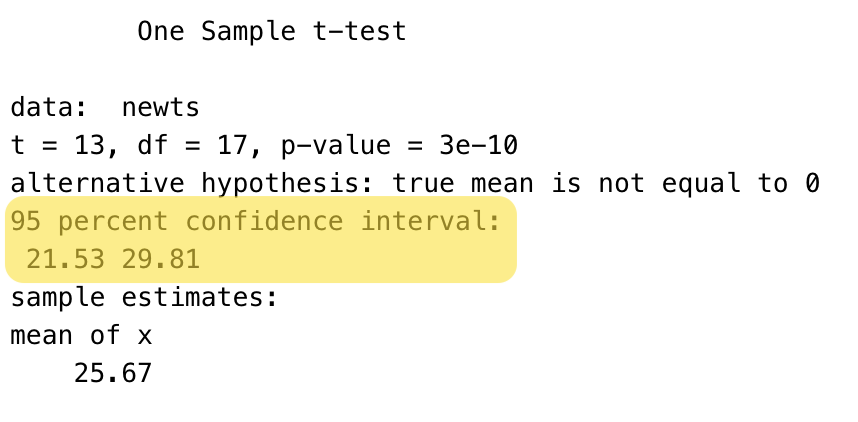 One Sample t-test
data:  newts
t = 13, df = 17, p-value = 3e-10
alternative hypothesis: true mean is not equal to 0
95 percent confidence interval:
21.53 29.81
sample estimates:
mean of x
25.67